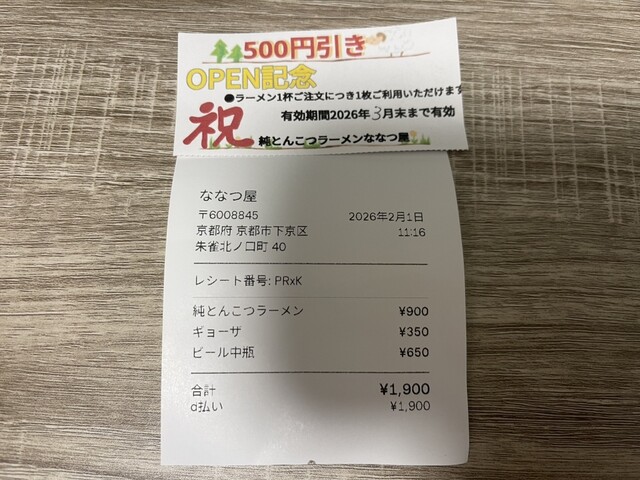 500円引き
OPEN記念
●ラーメン1杯ご注文につき1枚ご利用いただけます
祝
有効期間2026年3月末まで有効
純とんこつラーメンななつ屋
ななつ屋
〒6008845
2026年2月1日
京都府 京都市下京区
11:16
朱雀北ノ口町 40
レシート番号: PRxK
純とんこつラーメン ¥900
ギョーザ ¥350
ビール中瓶 ¥650
合計 ¥1,900
d払い ¥1,900